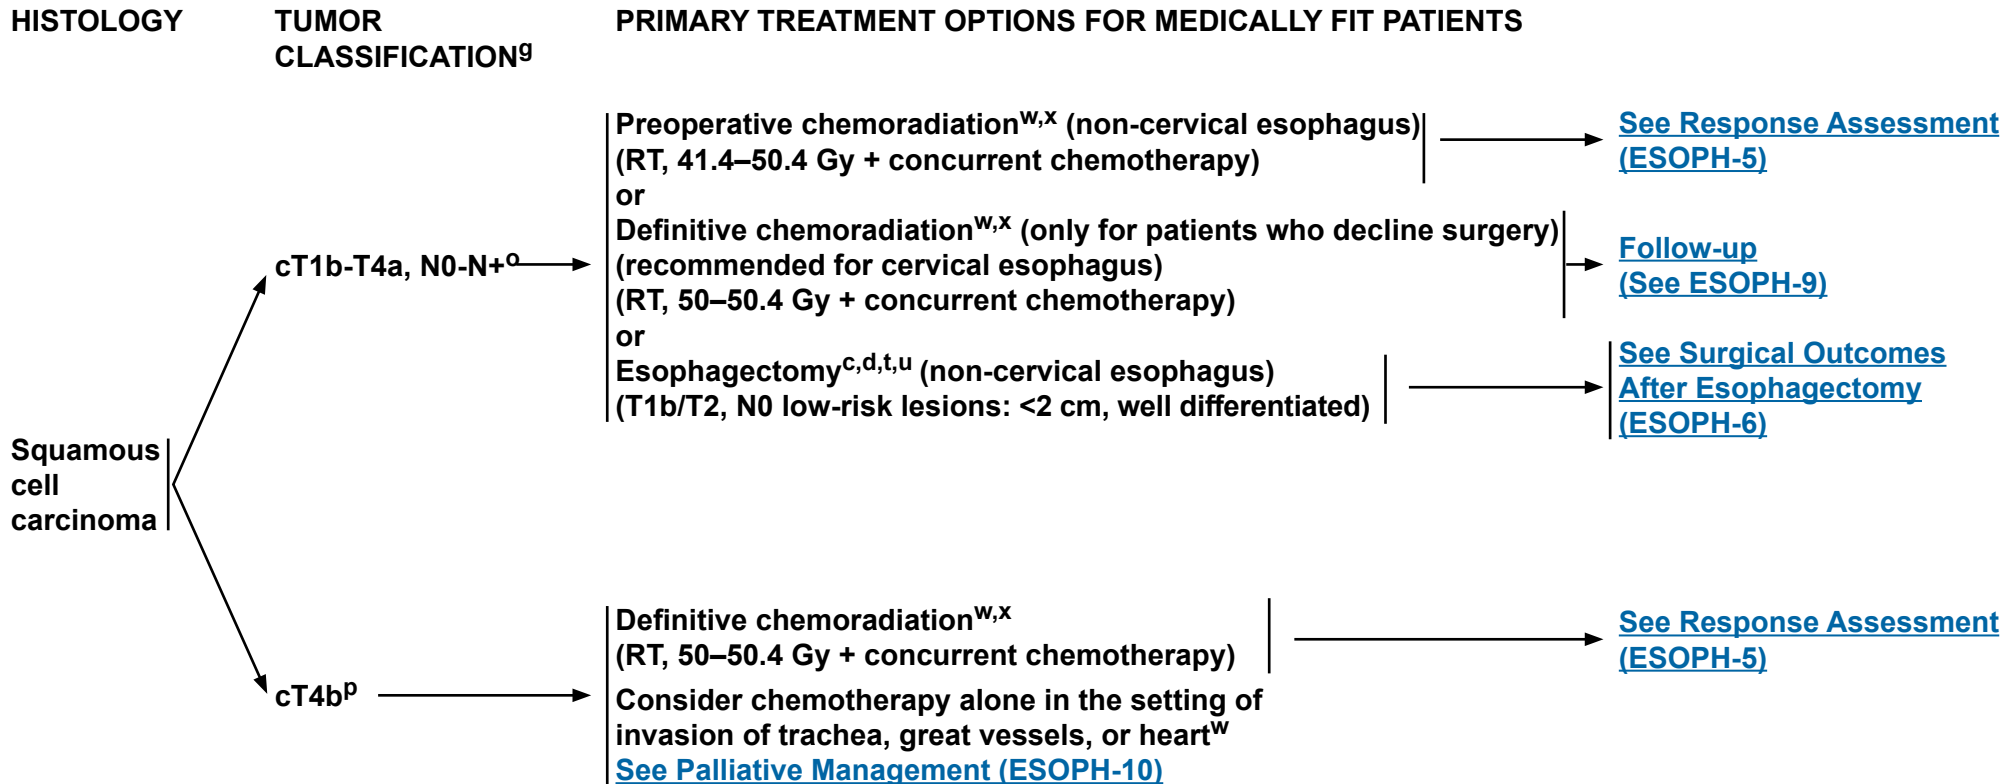 HISTOLOGY
TUMOR
CLASSIFICATIONg
PRIMARY TREATMENT OPTIONS FOR MEDICALLY FIT PATIENTS
Squamous
cell
carcinoma
cT1b-T4a, N0-N+o
Preoperative chemoradiationw,x (non-cervical esophagus)
(RT, 41.4–50.4 Gy + concurrent chemotherapy)
or
Definitive chemoradiationw,x (only for patients who decline surgery)
(recommended for cervical esophagus)
(RT, 50–50.4 Gy + concurrent chemotherapy)
or
Esophagectomyc,d,t,u (non-cervical esophagus)
(T1b/T2, N0 low-risk lesions: <2 cm, well differentiated)
See Response Assessment
(ESOPH-5)
Follow-up
(See ESOPH-9)
See Surgical Outcomes
After Esophagectomy
(ESOPH-6)
cT4bp
Definitive chemoradiationw,x
(RT, 50–50.4 Gy + concurrent chemotherapy)
Consider chemotherapy alone in the setting of
invasion of trachea, great vessels, or heartw
See Palliative Management (ESOPH-10)
See Response Assessment
(ESOPH-5)